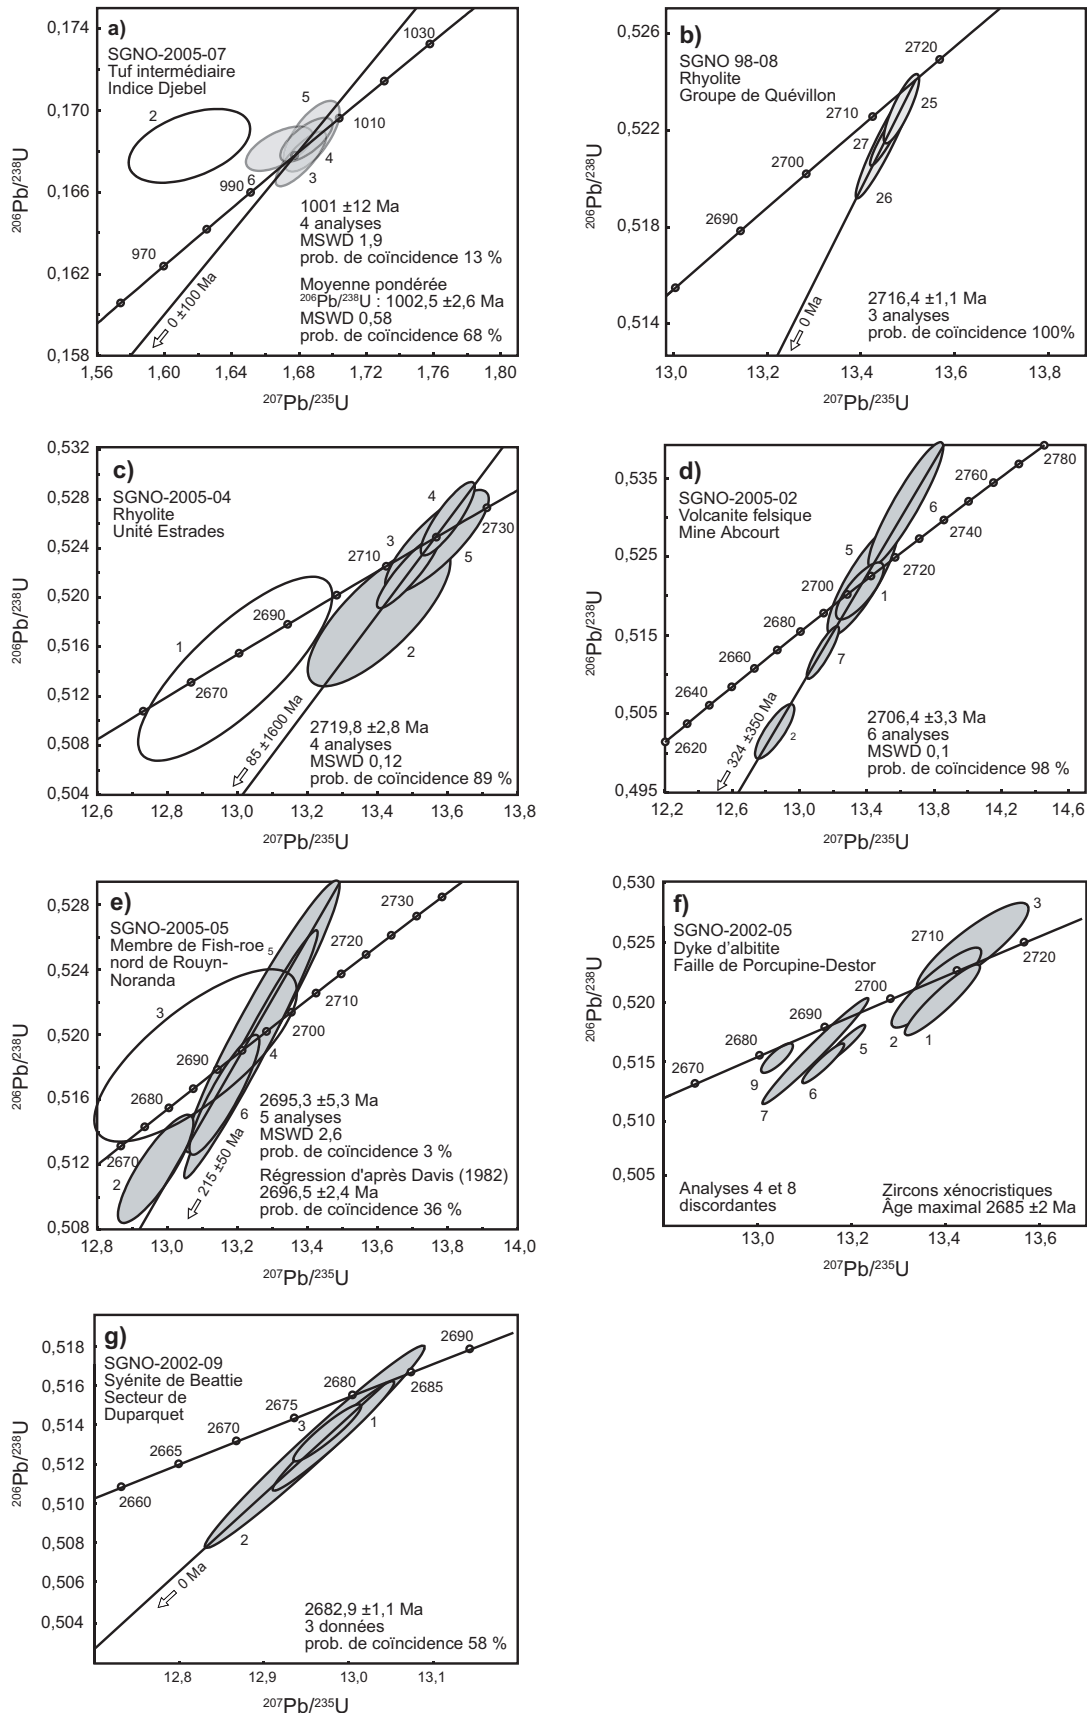 a)
SGNO-2005-07
Tuf intermédiaire
Indice Djebel
0,174
0,170
0,166
0,162
0,158
206Pb/238U
1030
1010
990
970
2
5
4
3
6
1001 ±12 Ma
4 analyses
MSWD 1,9
prob. de coïncidence 13 %
Moyenne pondérée
206Pb/238U : 1002,5 ±2,6 Ma
MSWD 0,58
prob. de coïncidence 68 %
0 ±100 Ma
1,56 1,60 1,64 1,68 1,72 1,76 1,80
207Pb/235U
b)
SGNO 98-08
Rhyolite
Groupe de Quévillon
0,526
0,522
0,518
0,514
206Pb/238U
2720
2710
2700
2690
25
27
26
0 Ma
2716,4 ±1,1 Ma
3 analyses
prob. de coïncidence 100%
13,0 13,2 13,4 13,6 13,8
207Pb/235U
c)
SGNO-2005-04
Rhyolite
Unité Estrades
0,532
0,528
0,524
0,520
0,516
0,512
0,508
0,504
206Pb/238U
4
3
2710
2730
5
2690
1
2670
2
85 ±1600 Ma
2719,8 ±2,8 Ma
4 analyses
MSWD 0,12
prob. de coïncidence 89 %
12,6 12,8 13,0 13,2 13,4 13,6 13,8
207Pb/235U
d)
SGNO-2005-02
Volcanite felsique
Mine Abcourt
0,535
0,525
0,515
0,505
0,495
206Pb/238U
2780
2760
2740
2720
2700
2680
2660
2640
2620
6
5
1
7
2
324 ±350 Ma
2706,4 ±3,3 Ma
6 analyses
MSWD 0,1
prob. de coïncidence 98 %
12,2 12,6 13,0 13,4 13,8 14,2 14,6
207Pb/235U
e)
SGNO-2005-05
Membre de Fish-roe
nord de Rouyn-
Noranda
0,528
0,524
0,520
0,516
0,512
0,508
206Pb/238U
2730
2720
2710
2700
2690
2680
2670
5
3
4
6
2
215 ±50 Ma
2695,3 ±5,3 Ma
5 analyses
MSWD 2,6
prob. de coïncidence 3 %
Régression d'après Davis (1982)
2696,5 ±2,4 Ma
prob. de coïncidence 36 %
12,8 13,0 13,2 13,4 13,6 13,8 14,0
207Pb/235U
f)
SGNO-2002-05
Dyke d'albitite
Faille de Porcupine-Destor
0,530
0,525
0,520
0,515
0,510
0,505
206Pb/238U
3
2710
2720
2700
2690
2680
2670
2
1
5
6
9
7
Analyses 4 et 8
discordantes
Zircons xénocristiques
Âge maximal 2685 ±2 Ma
13,0 13,2 13,4 13,6
207Pb/235U
g)
SGNO-2002-09
Syénite de Beattie
Secteur de
Duparquet
0,518
0,516
0,514
0,512
0,510
0,508
0,506
0,504
206Pb/238U
2690
2685
2680
2675
2670
2665
2660
3
1
2
0 Ma
2682,9 ±1,1 Ma
3 données
prob. de coïncidence 58 %
12,8 12,9 13,0 13,1
207Pb/235U